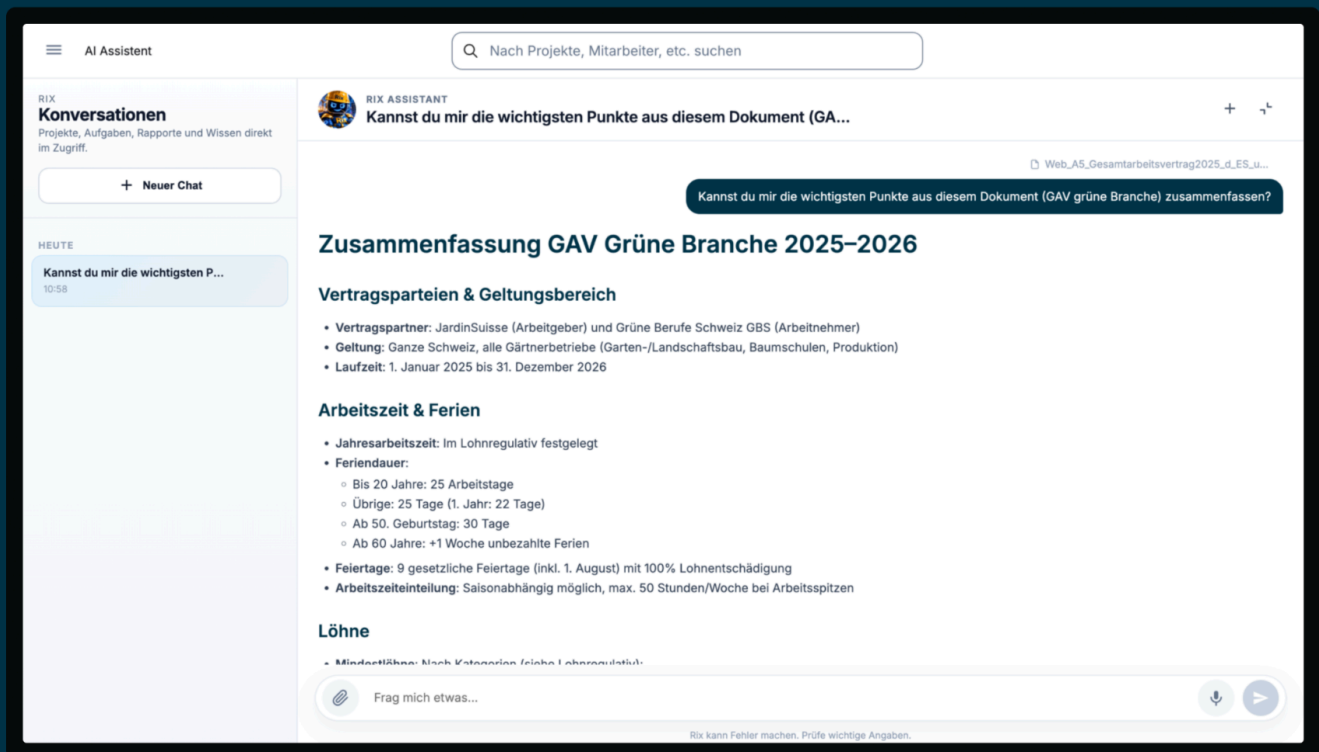 AI Assistent
Nach Projekte, Mitarbeiter, etc. suchen
RIX
Konversationen
Projekte, Aufgaben, Rapporte und Wissen direkt
im Zugriff.
+ Neuer Chat
HEUTE
Kannst du mir die wichtigsten P...
10:58
RIX ASSISTANT
Kannst du mir die wichtigsten Punkte aus diesem Dokument (GA...
Web_A5_Gesamtarbeitsvertrag2025_d_ES_u...
Kannst du mir die wichtigsten Punkte aus diesem Dokument (GAV grüne Branche) zusammenfassen?
Zusammenfassung GAV Grüne Branche 2025–2026
Vertragsparteien & Geltungsbereich
• Vertragspartner: JardinSuisse (Arbeitgeber) und Grüne Berufe Schweiz GBS (Arbeitnehmer)
• Geltung: Ganze Schweiz, alle Gärtnerbetriebe (Garten-/Landschaftsbau, Baumschulen, Produktion)
• Laufzeit: 1. Januar 2025 bis 31. Dezember 2026
Arbeitszeit & Ferien
• Jahresarbeitszeit: Im Lohnregulativ festgelegt
• Feriendauer:
◦ Bis 20 Jahre: 25 Arbeitstage
◦ Übrige: 25 Tage (1. Jahr: 22 Tage)
◦ Ab 50. Geburtstag: 30 Tage
◦ Ab 60 Jahre: +1 Woche unbezahlte Ferien
• Feiertage: 9 gesetzliche Feiertage (inkl. 1. August) mit 100% Lohnentschädigung
• Arbeitszeiteinteilung: Saisonabhängig möglich, max. 50 Stunden/Woche bei Arbeitsspitzen
Löhne
• Mindestlöhne: Nach Kategorien (siehe Lohnregulativ):
Frag mich etwas...
Rix kann Fehler machen. Prüfe wichtige Angaben.